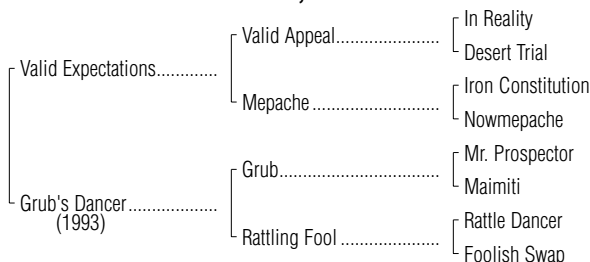 In Reality
Valid Appeal..........................
Desert Trial
Valid Expectations.............
Iron Constitution
Mepache ...............................
Nowmepache
Mr. Prospector
Grub.......................................
Maimiti
Grub's Dancer...................
(1993)
Rattle Dancer
Rattling Fool .........................
Foolish Swap